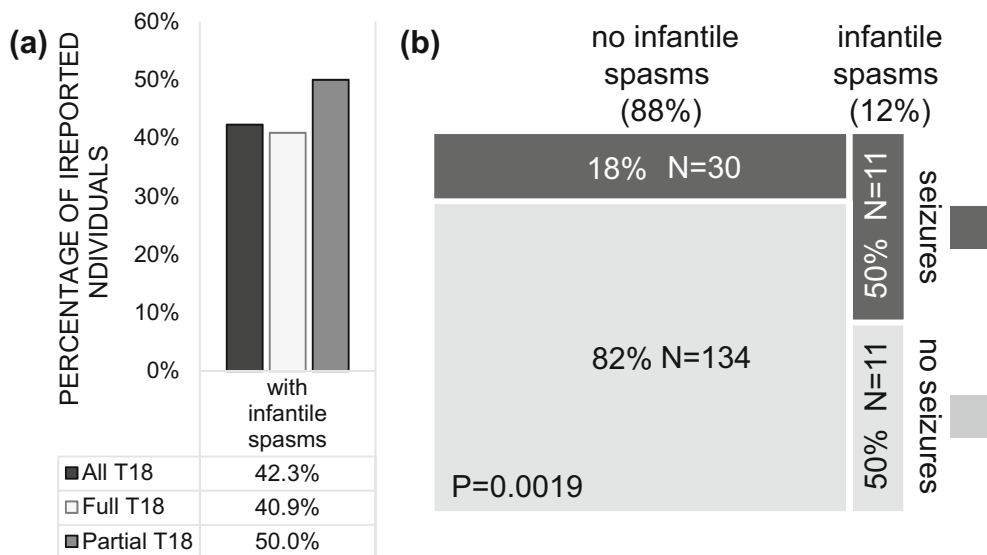 (a)
PERCENTAGE OF IREPORTED
NDIVIDUALS
60%
50%
40%
30%
20%
10%
0%
with
infantile
spasms
All T18 42.3%
Full T18 40.9%
Partial T18 50.0%
(b)
no infantile
spasms
(88%)
infantile
spasms
(12%)
18% N=30
50% N=11
seizures
82% N=134
50% N=11
no seizures
P=0.0019